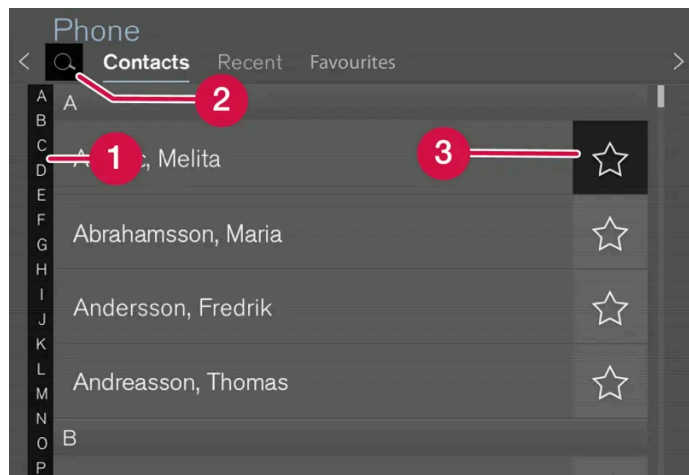 Phone
Contacts Recent Favourites
A
B
C
D
E
F
G
H
I
J
K
L
M
N
O
P
A
Melita
Abrahamsson, Maria
Andersson, Fredrik
Andreasson, Thomas
B
1
2
3